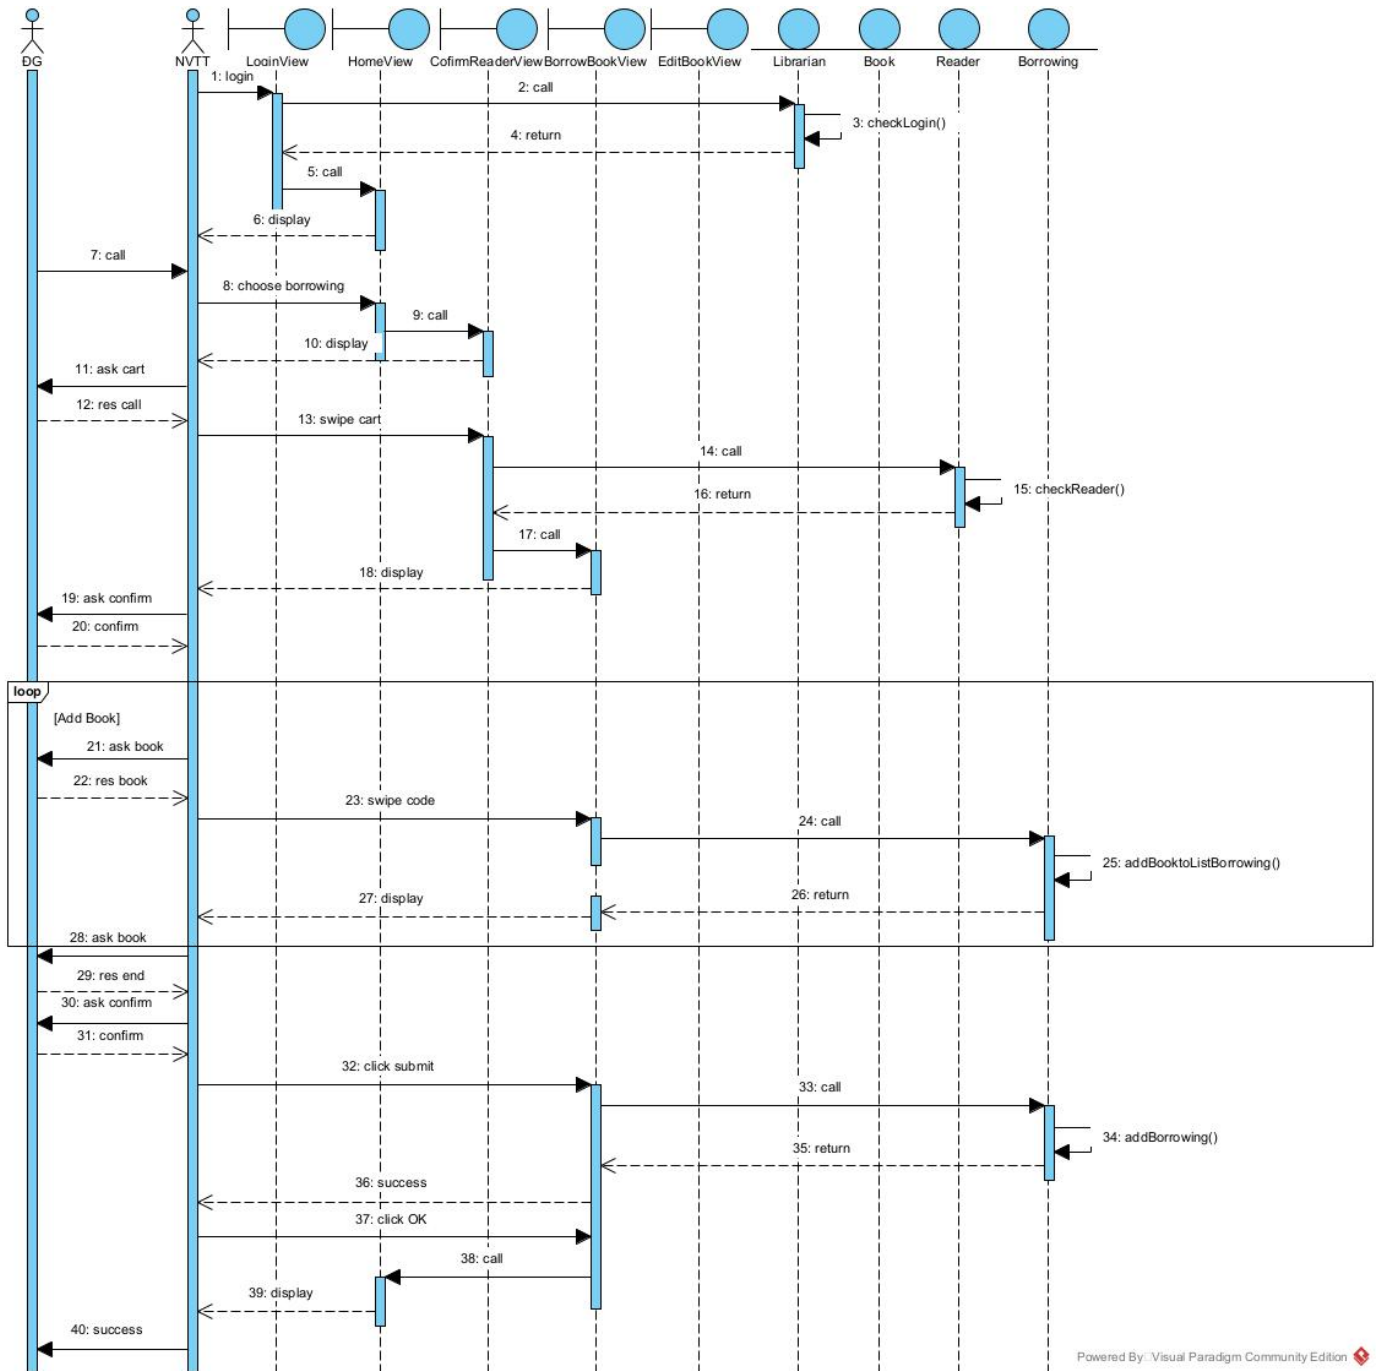 ĐG
NVTT
LoginView
HomeView
CofirmReaderView
BorrowBookView
EditBookView
Librarian
Book
Reader
Borrowing
1: login
2: call
3: checkLogin()
4: return
5: call
6: display
7: call
8: choose borrowing
9: call
10: display
11: ask cart
12: res call
13: swipe cart
14: call
15: checkReader()
16: return
17: call
18: display
19: ask confirm
20: confirm
loop
[Add Book]
21: ask book
22: res book
23: swipe code
24: call
25: addBooktoListBorrowing()
26: return
27: display
28: ask book
29: res end
30: ask confirm
31: confirm
32: click submit
33: call
34: addBorrowing()
35: return
36: success
37: click OK
38: call
39: display
40: success
Powered By Visual Paradigm Community Edition